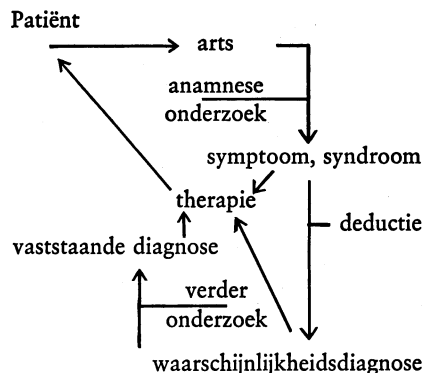 Patiënt
arts
anamnese
onderzoek
symptoom, syndroom
therapie
deductie
vaststaande diagnose
verder
onderzoek
waarschijnlijkheidsdiagnose